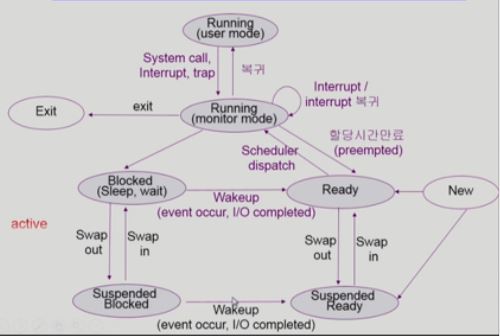 Running
(user mode)
System call,
Interrupt, trap
복귀
Interrupt /
interrupt 복귀
Exit
exit
Running
(monitor mode)
할당시간만료
(preempted)
Scheduler
dispatch
Blocked
(Sleep, wait)
Ready
New
Wakeup
(event occur, I/O completed)
active
Swap
out
Swap
in
Swap
out
Swap
in
Suspended
Blocked
Suspended
Ready
Wakeup
(event occur, I/O completed)